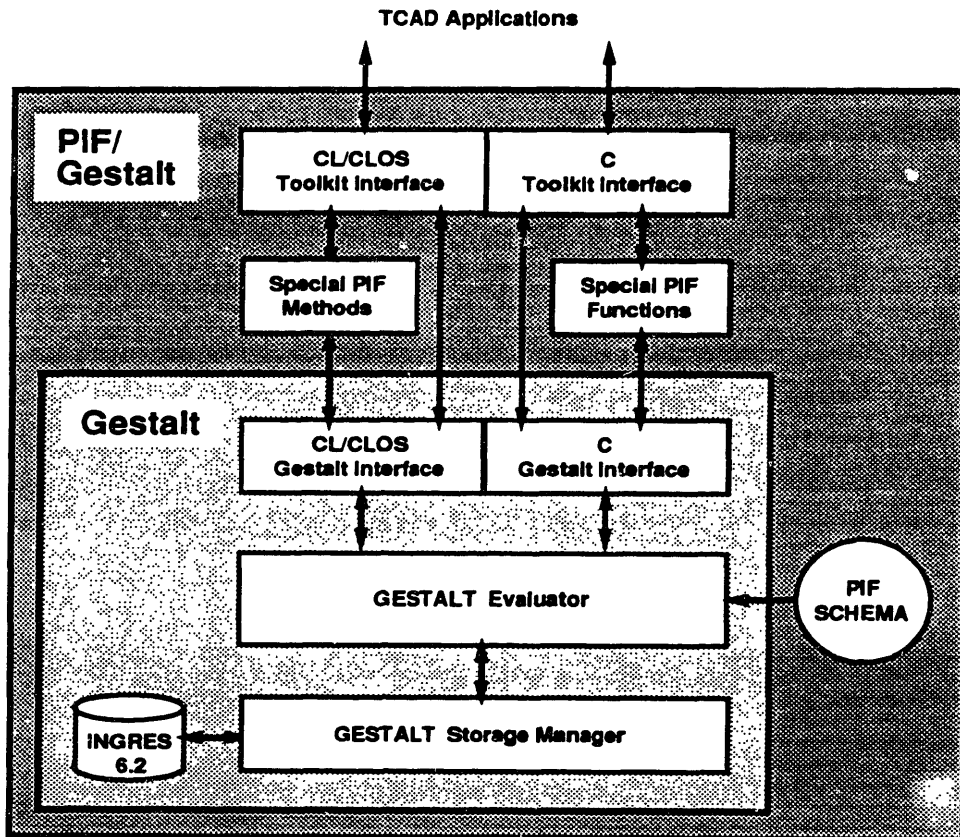 TCAD Applications
PIF/
Gestalt
CL/CLOS
Toolkit Interface
C
Toolkit Interface
Special PIF
Methods
Special PIF
Functions
Gestalt
CL/CLOS
Gestalt Interface
C
Gestalt Interface
GESTALT Evaluator
PIF
SCHEMA
INGRES
6.2
GESTALT Storage Manager